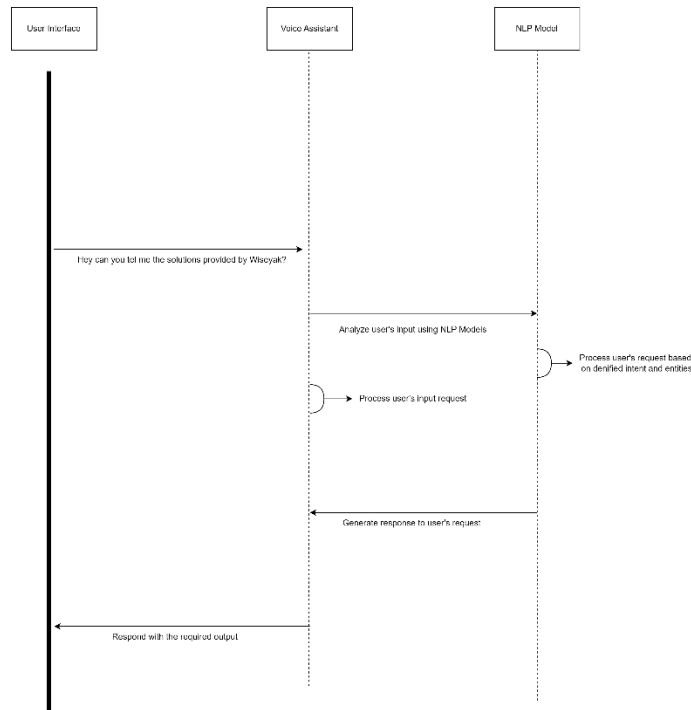 User Interface
Voice Assistant
NLP Model
Hey can you tel me the solutions provided by Wiseyak?
Analyze user's input using NLP Models
Process user's request based
on denified intent and entities
Process user's input request
Generate response to user's request
Respond with the required output